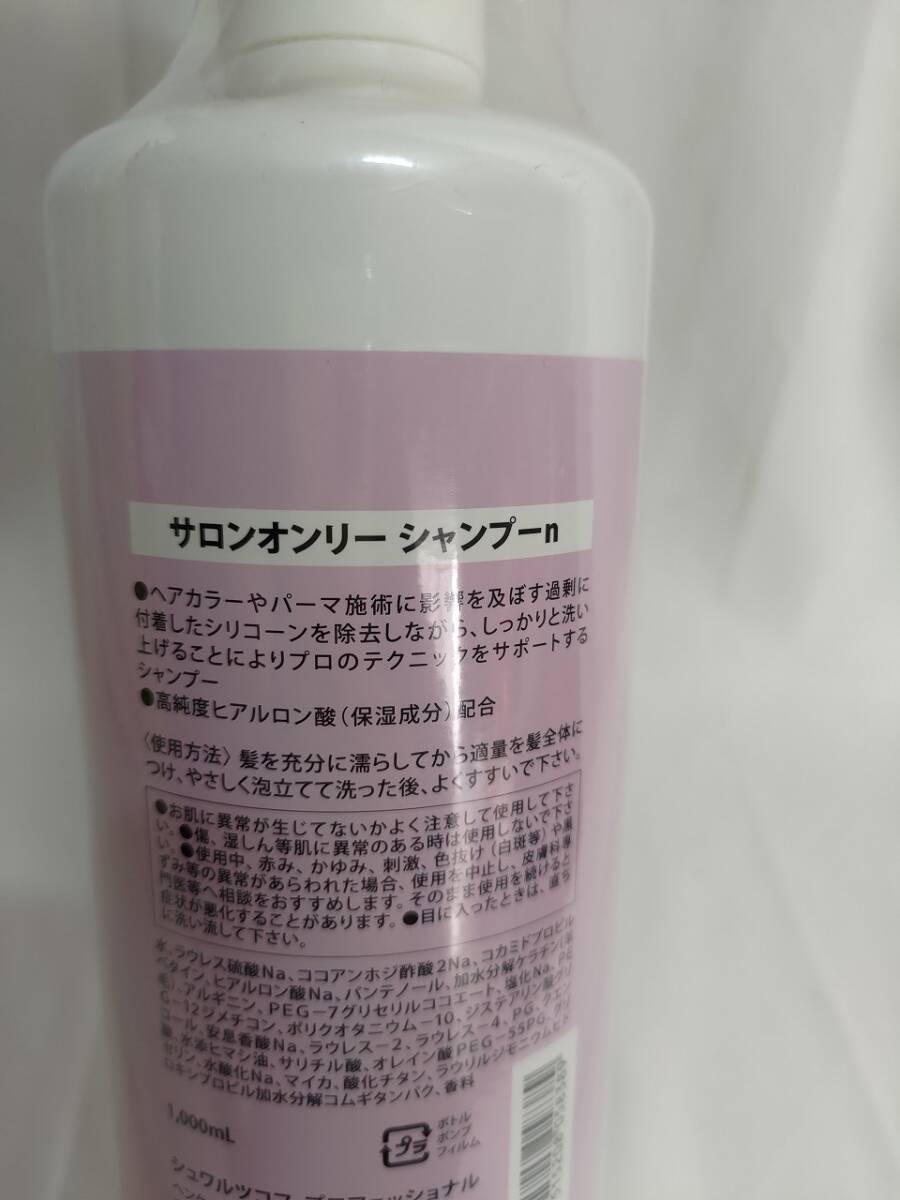 サロンオンリー シャンプーn
●ヘアカラーやパーマ施術に影響を及ぼす過剰に
付着したシリコーンを除去しながら、しっかりと洗い
上げることによりプロのテクニックをサポートする
シャンプー
●高純度ヒアルロン酸(保湿成分)配合
〈使用方法〉髪を充分に濡らしてから適量を髪全体に
つけ、やさしく泡立てて洗った後、よくすすいで下さい。
●お肌に異常が生じてないかよく注意して使用して下さ
い。●傷、湿しん等肌に異常のある時は使用しないで下さ
い。●使用中、赤み、かゆみ、刺激、色抜け(白斑等)や黒
ずみ等の異常があらわれた場合、使用を中止し、皮膚科専
門医等へ相談をおすすめします。そのまま使用を続けると
症状が悪化することがあります。●目に入ったときは、直ち
に洗い流して下さい。
水、ラウレス硫酸Na、ココアンホジ酢酸2Na、コカミドプロピル
ベタイン、ヒアルロン酸Na、パンテノール、加水分解ケラチン(羊
毛)、アルギニン、PEG-7グリセリルココエート、塩化Na、PE
G-12ジメチコン、ポリクオタニウム-10、ジステアリン酸グリ
コール、安息香酸Na、ラウレス-2、ラウレス-4、PG、クエン
酸、水添ヒマシ油、サリチル酸、オレイン酸PEG-55PG、グリ
セリン、水酸化Na、マイカ、酸化チタン、ラウリルジモニウムヒド
ロキシプロピル加水分解コムギタンパク、香料
1,000mL
プラ
ボトル
ポンプ
フィルム
シュワルツコフ プロフェッショナル